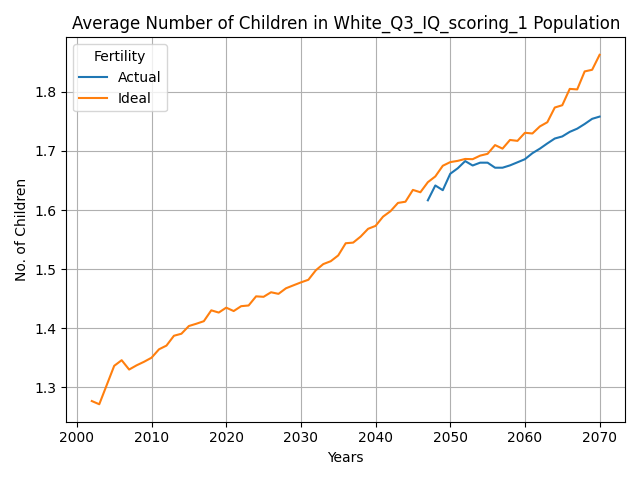 Average Number of Children in White_Q3_IQ_scoring_1 Population
Fertility
Actual
Ideal
No. of Children
1.8
1.7
1.6
1.5
1.4
1.3
2000 2010 2020 2030 2040 2050 2060 2070
Years